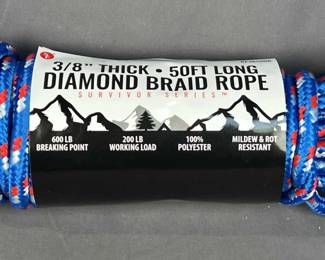 3/8" THICK • 50FT LONG
DIAMOND BRAID ROPE
SURVIVOR SERIES™
600 LB
BREAKING POINT
200 LB
WORKING LOAD
100%
POLYESTER
MILDEW & ROT
RESISTANT